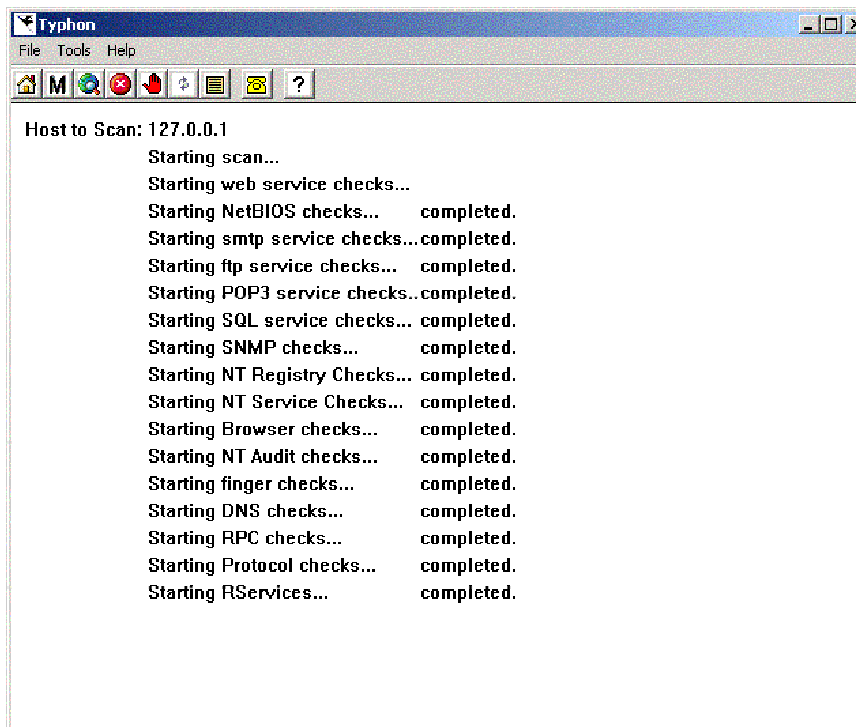 Typhon
File Tools Help
M ?
Host to Scan: 127.0.0.1
Starting scan...
Starting web service checks...
Starting NetBIOS checks... completed.
Starting smtp service checks... completed.
Starting ftp service checks... completed.
Starting POP3 service checks.. completed.
Starting SQL service checks... completed.
Starting SNMP checks... completed.
Starting NT Registry Checks... completed.
Starting NT Service Checks... completed.
Starting Browser checks... completed.
Starting NT Audit checks... completed.
Starting finger checks... completed.
Starting DNS checks... completed.
Starting RPC checks... completed.
Starting Protocol checks... completed.
Starting RServices... completed.